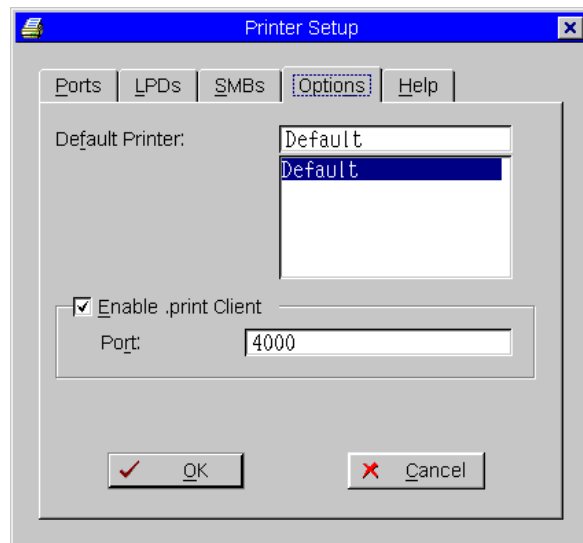 Printer Setup
Ports LPDs SMBs Options Help
Default Printer: Default
Default
Enable .print Client
Port: 4000
OK Cancel